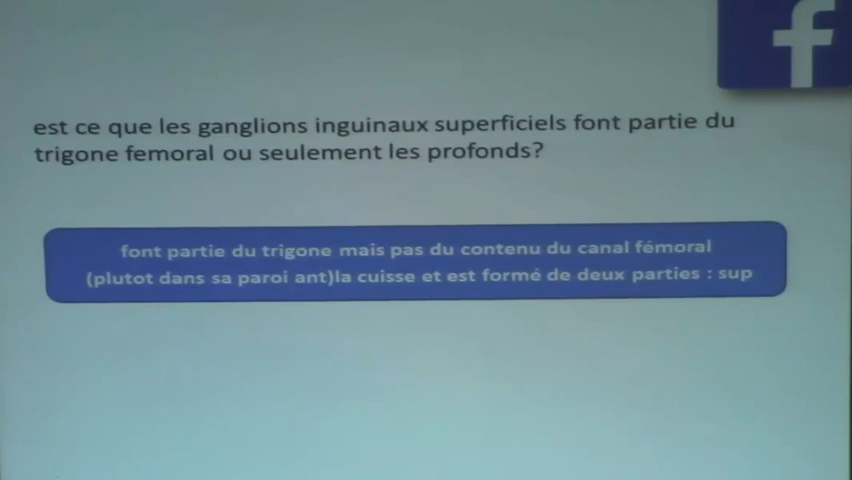 f
est ce que les ganglions inguinaux superficiels font partie du
trigone femoral ou seulement les profonds?
font partie du trigone mais pas du contenu du canal fémoral
(plutot dans sa paroi ant)la cuisse et est formé de deux parties : sup